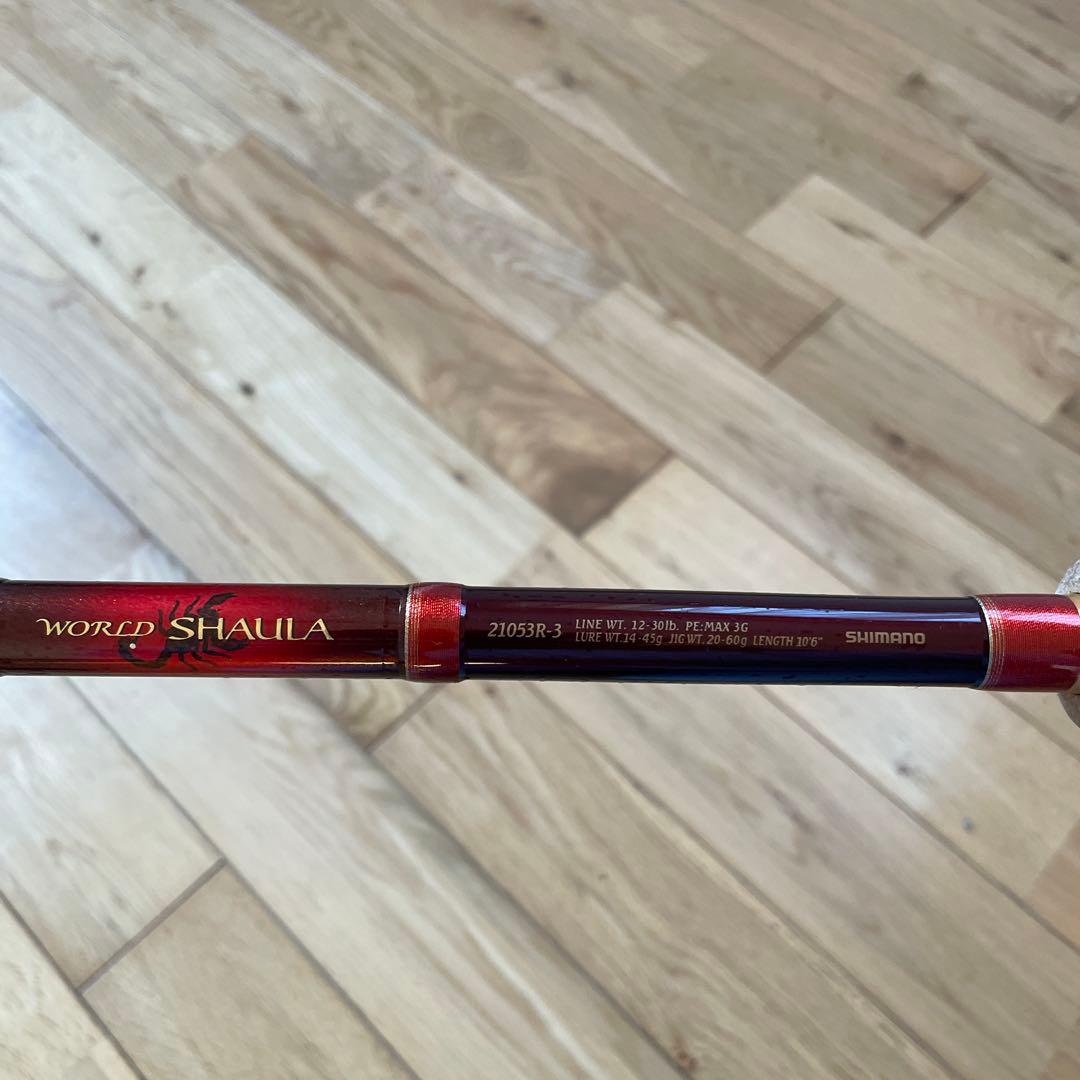 WORLD SHAULA
21053R-3
LINE WT. 12-30lb. PE:MAX 3G
LURE WT. 14-45g JIG WT. 20-60g LENGTH 10'6"
SHIMANO